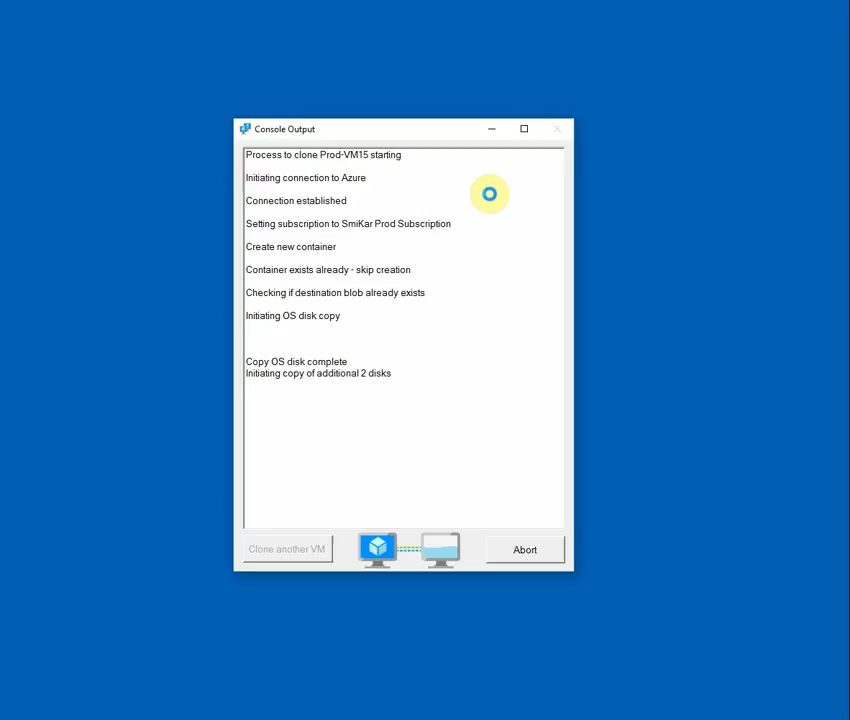 Console Output
Process to clone Prod-VM15 starting
Initiating connection to Azure
Connection established
Setting subscription to SmiKar Prod Subscription
Create new container
Container exists already - skip creation
Checking if destination blob already exists
Initiating OS disk copy
Copy OS disk complete
Initiating copy of additional 2 disks
Clone another VM
Abort